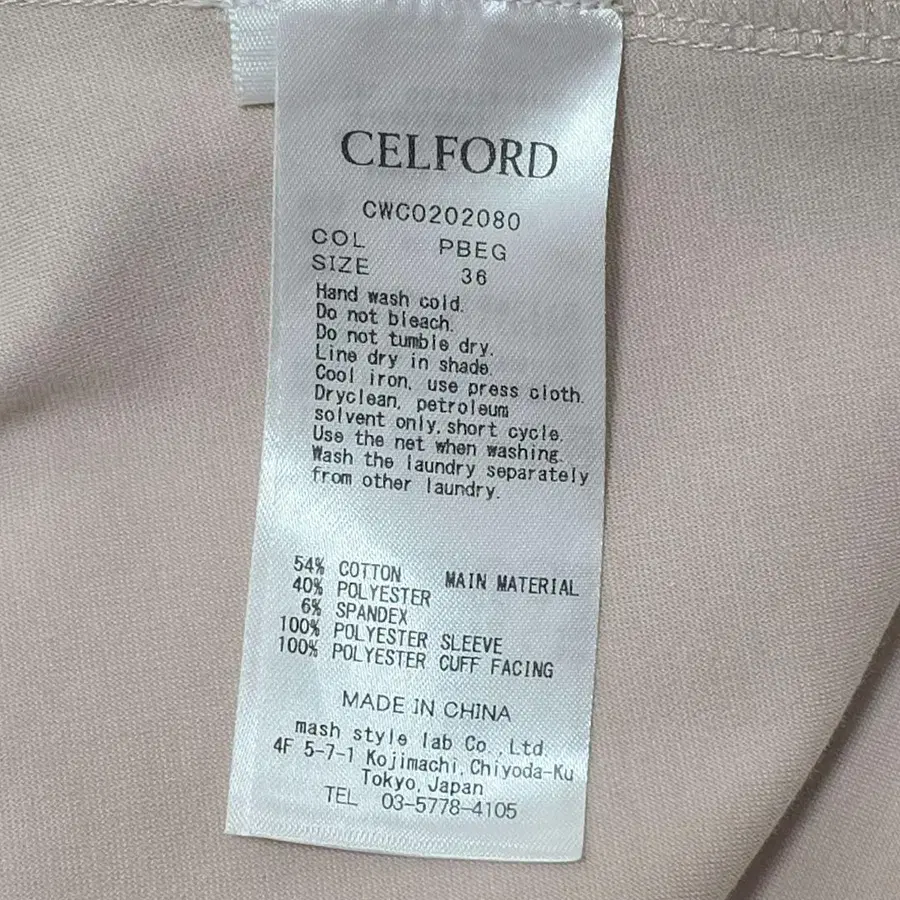 CELFORD
CWCO202080
COL PBEG
SIZE 36
Hand wash cold.
Do not bleach.
Do not tumble dry.
Line dry in shade.
Cool iron, use press cloth.
Dryclean, petroleum
solvent only, short cycle.
Use the net when washing.
Wash the laundry separately
from other laundry.
54% COTTON MAIN MATERIAL
40% POLYESTER
6% SPANDEX
100% POLYESTER SLEEVE
100% POLYESTER CUFF FACING
MADE IN CHINA
mash style lab Co.,Ltd.
4F 5-7-1 Kojimachi,Chiyoda-Ku
Tokyo,Japan
TEL 03-5778-4105